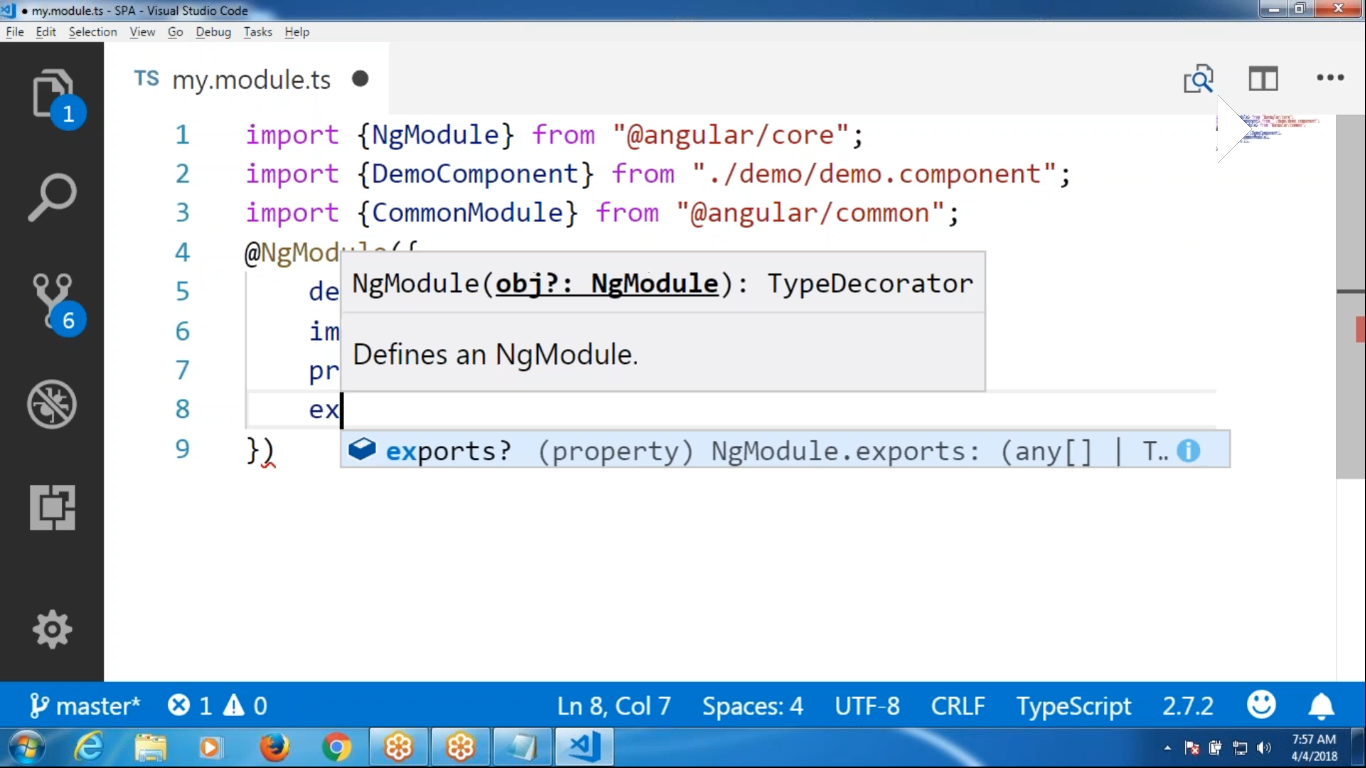 my.module.ts - SPA - Visual Studio Code
File Edit Selection View Go Debug Tasks Help
TS my.module.ts
1
1 import {NgModule} from "@angular/core";
2 import {DemoComponent} from "./demo/demo.component";
3 import {CommonModule} from "@angular/common";
4 @NgModule({
NgModule(obj?: NgModule): TypeDecorator
5 de
6 im
Defines an NgModule.
7 pr
8 ex
9 })
exports? (property) NgModule.exports: (any[] | T..
6
master* 1 0 Ln 8, Col 7 Spaces: 4 UTF-8 CRLF TypeScript 2.7.2
7:57 AM
4/4/2018